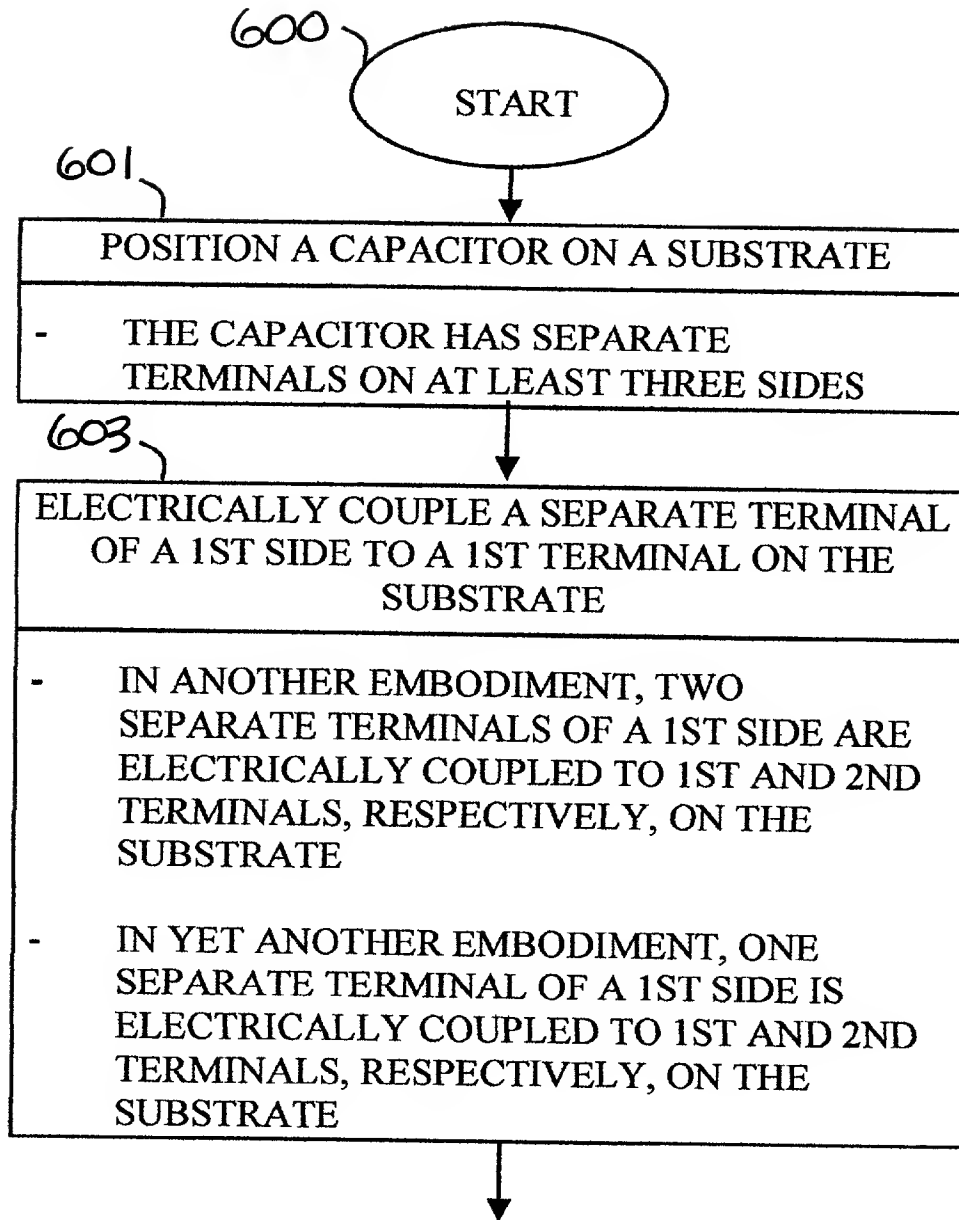 600
START
601
POSITION A CAPACITOR ON A SUBSTRATE
- THE CAPACITOR HAS SEPARATE
TERMINALS ON AT LEAST THREE SIDES
603
ELECTRICALLY COUPLE A SEPARATE TERMINAL
OF A 1ST SIDE TO A 1ST TERMINAL ON THE
SUBSTRATE
- IN ANOTHER EMBODIMENT, TWO
SEPARATE TERMINALS OF A 1ST SIDE ARE
ELECTRICALLY COUPLED TO 1ST AND 2ND
TERMINALS, RESPECTIVELY, ON THE
SUBSTRATE
- IN YET ANOTHER EMBODIMENT, ONE
SEPARATE TERMINAL OF A 1ST SIDE IS
ELECTRICALLY COUPLED TO 1ST AND 2ND
TERMINALS, RESPECTIVELY, ON THE
SUBSTRATE